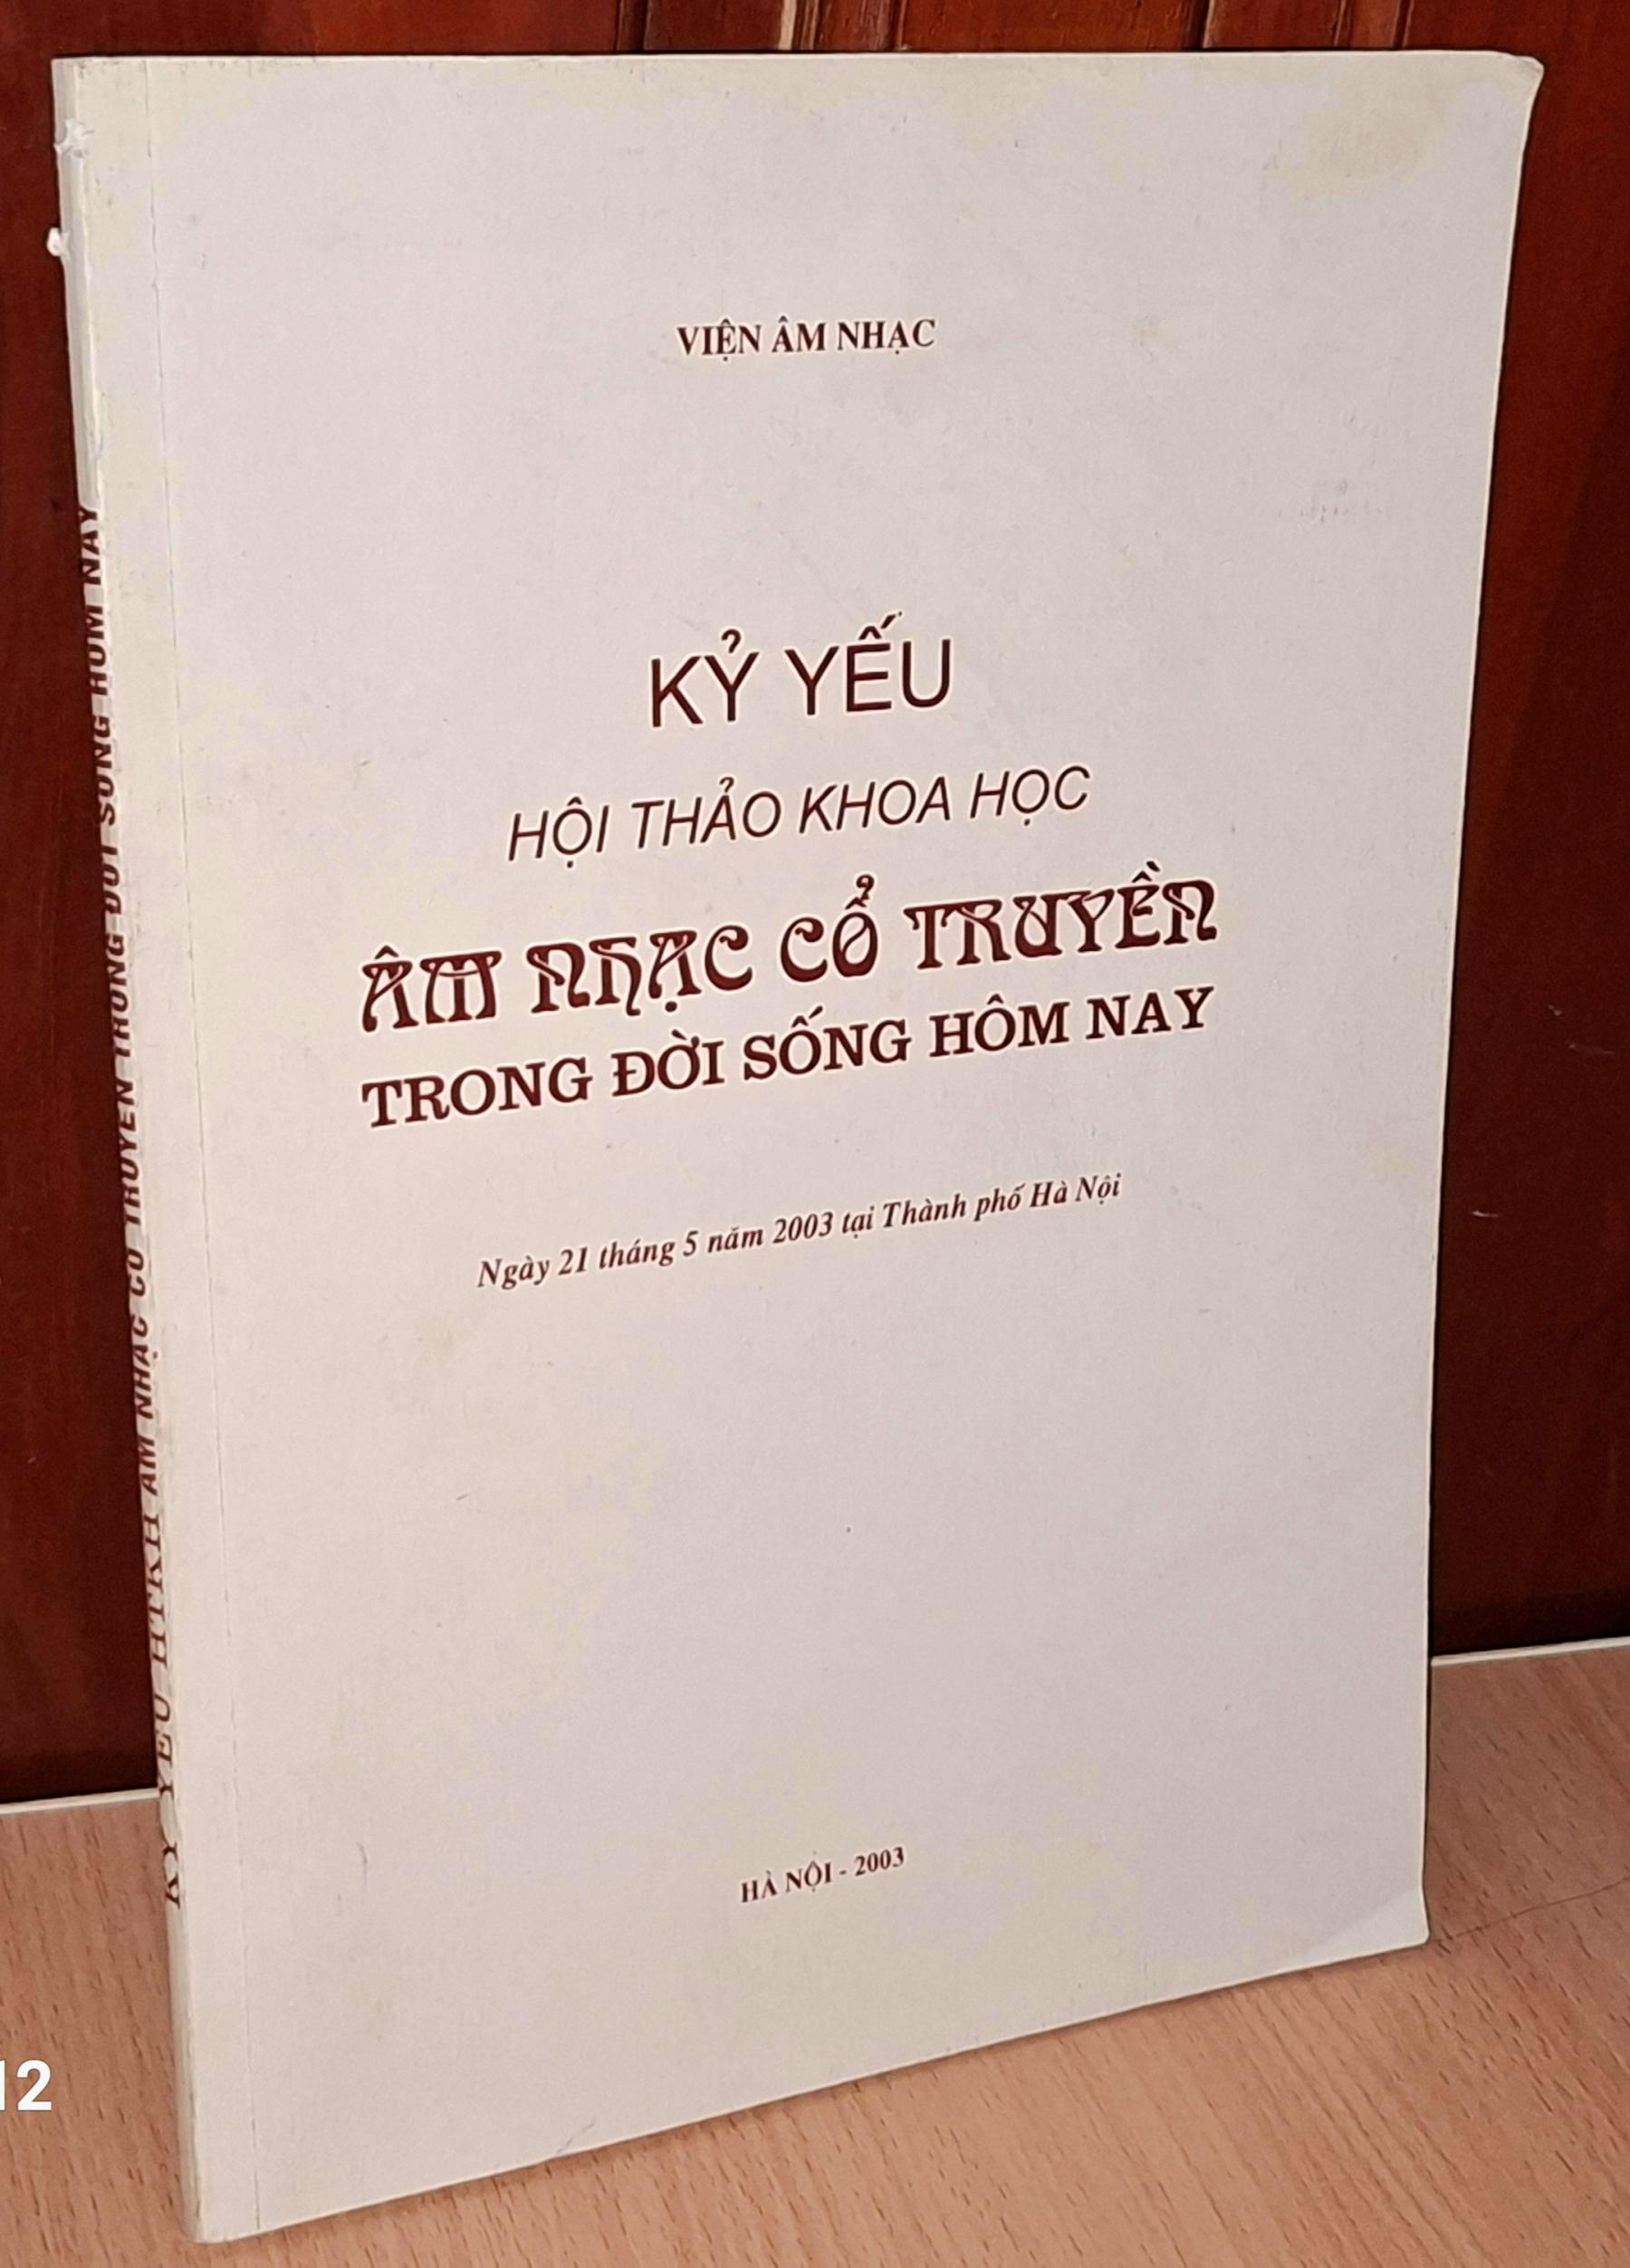 VIỆN ÂM NHẠC
KỶ YẾU
HỘI THẢO KHOA HỌC
ÂM NHẠC CỔ TRUYỀN
TRONG ĐỜI SỐNG HÔM NAY
Ngày 21 tháng 5 năm 2003 tại Thành phố Hà Nội
HÀ NỘI - 2003
KỶ YẾU HTKH ÂM NHẠC CỔ TRUYỀN TRONG ĐỜI SỐNG HÔM NAY
12